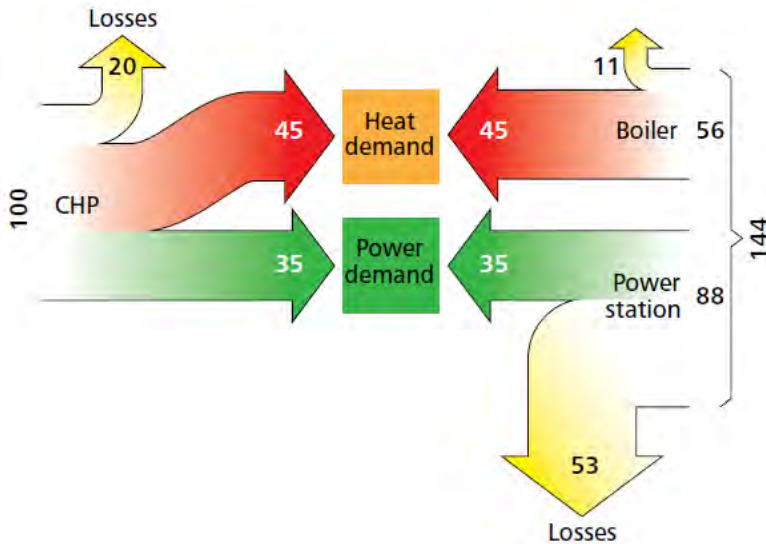 Losses
20
11
45
Heat
demand
45
Boiler
56
100
CHP
144
35
Power
demand
35
Power
station
88
53
Losses